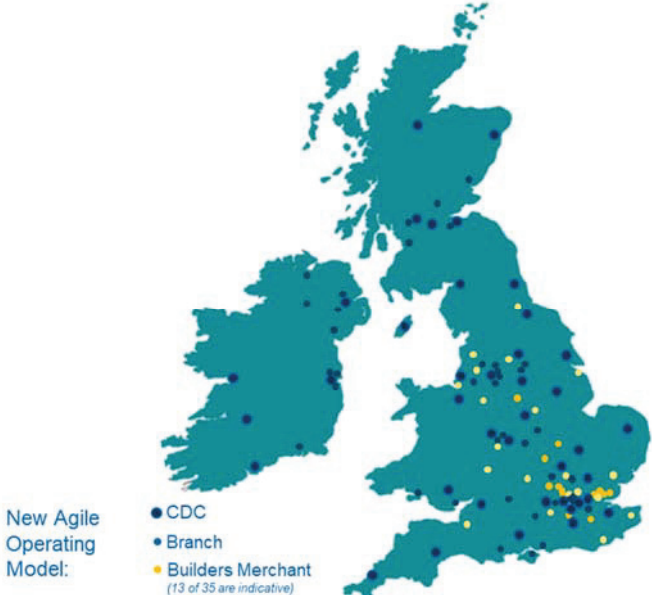 New Agile
Operating
Model:
CDC
Branch
Builders Merchant
(13 of 35 are indicative)